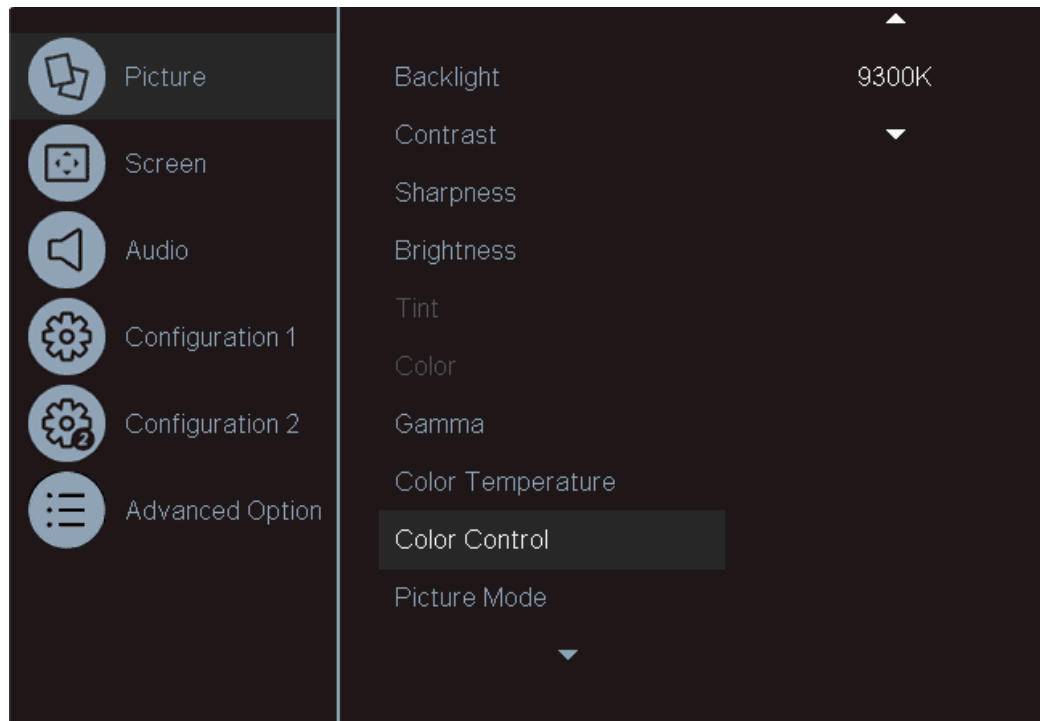 Picture
Screen
Audio
Configuration 1
2
Configuration 2
Advanced Option
Backlight
Contrast
Sharpness
Brightness
Tint
Color
Gamma
Color Temperature
Color Control
Picture Mode
9300K